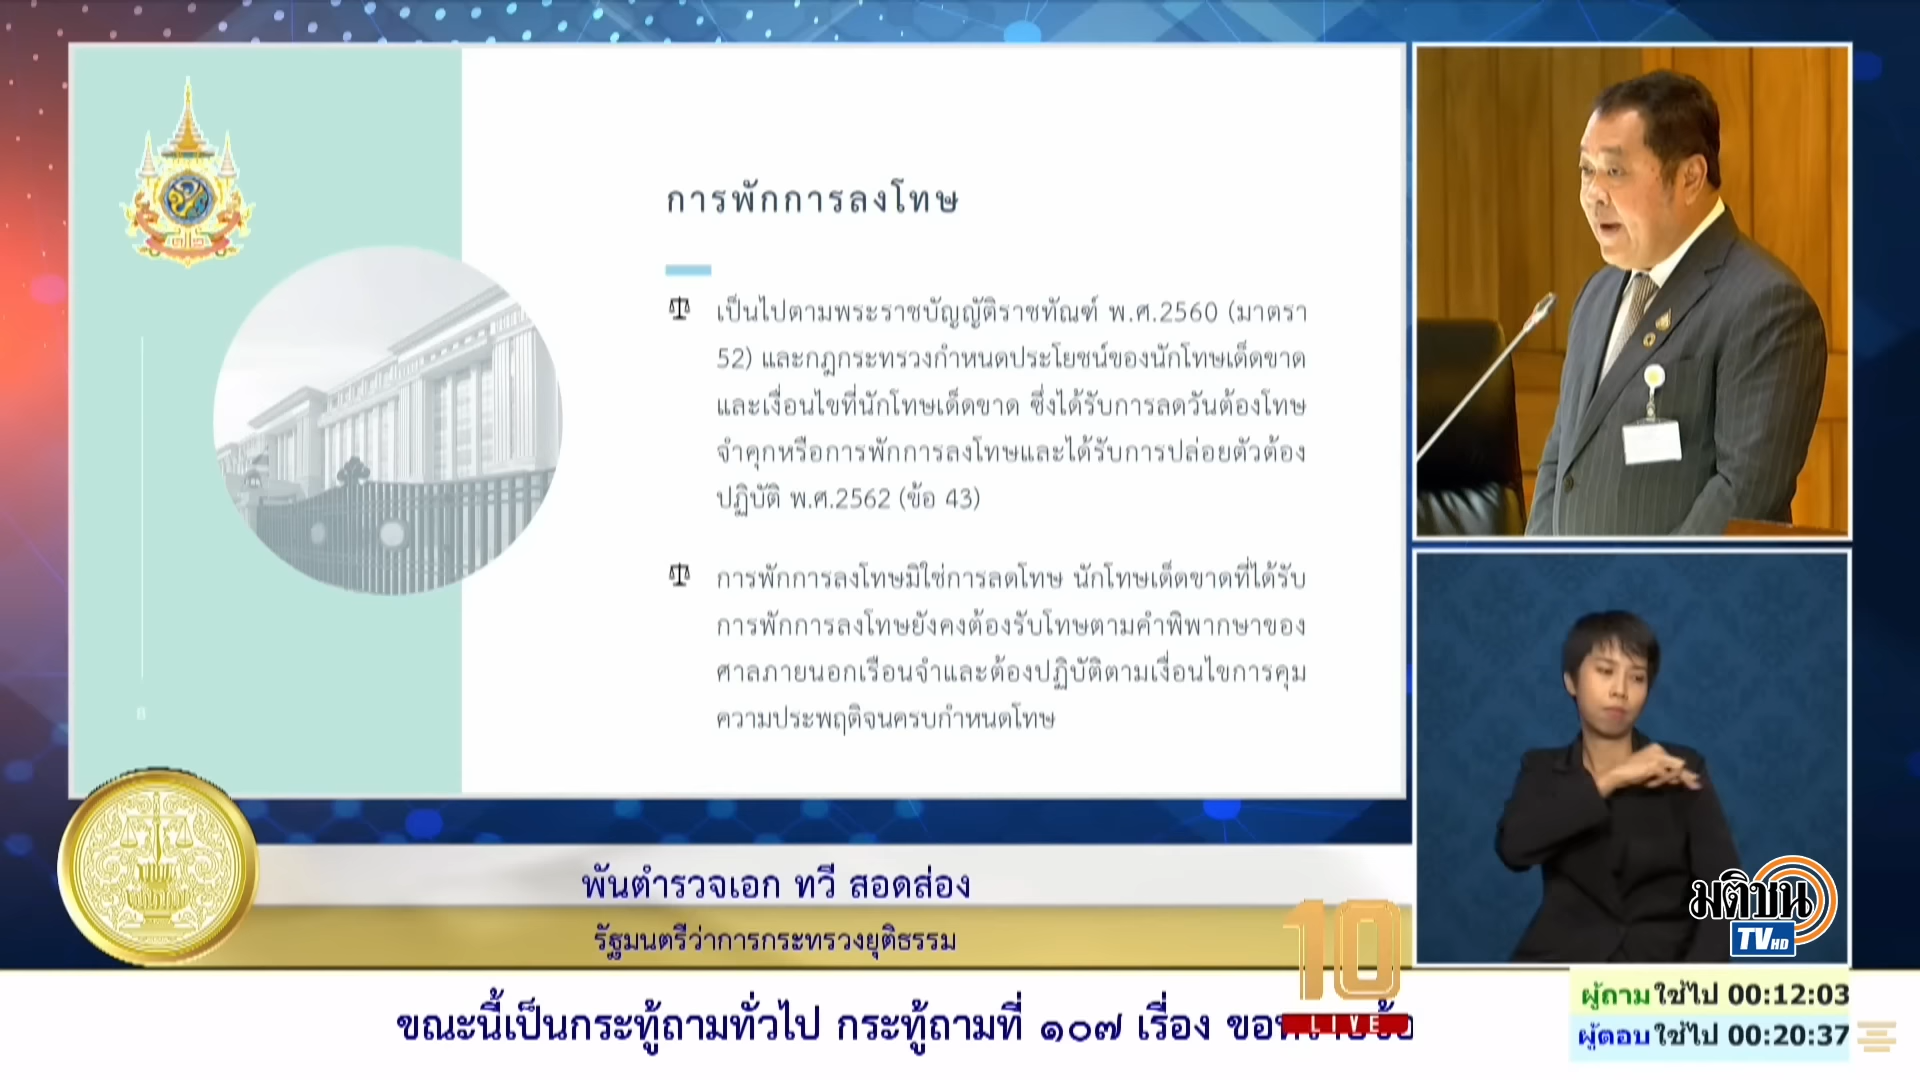 การพักการลงโทษ
เป็นไปตามพระราชบัญญัติราชทัณฑ์ พ.ศ.2560 (มาตรา
52) และกฎกระทรวงกำหนดประโยชน์ของนักโทษเด็ดขาด
และเงื่อนไขที่นักโทษเด็ดขาด ซึ่งได้รับการลดวันต้องโทษ
จำคุกหรือการพักการลงโทษและได้รับการปล่อยตัวต้อง
ปฏิบัติ พ.ศ.2562 (ข้อ 43)
การพักการลงโทษมิใช่การลดโทษ นักโทษเด็ดขาดที่ได้รับ
การพักการลงโทษยังคงต้องรับโทษตามคำพิพากษาของ
ศาลภายนอกเรือนจำและต้องปฏิบัติตามเงื่อนไขการคุม
ความประพฤติจนครบกำหนดโทษ
8
พันตำรวจเอก ทวี สอดส่อง
รัฐมนตรีว่าการกระทรวงยุติธรรม
10
LIVE
มติชน
TV HD
ขณะนี้เป็นกระทู้ถามทั่วไป กระทู้ถามที่ ๑๐๗ เรื่อง
ผู้ถาม ใช้ไป 00:12:03
ผู้ตอบ ใช้ไป 00:20:37